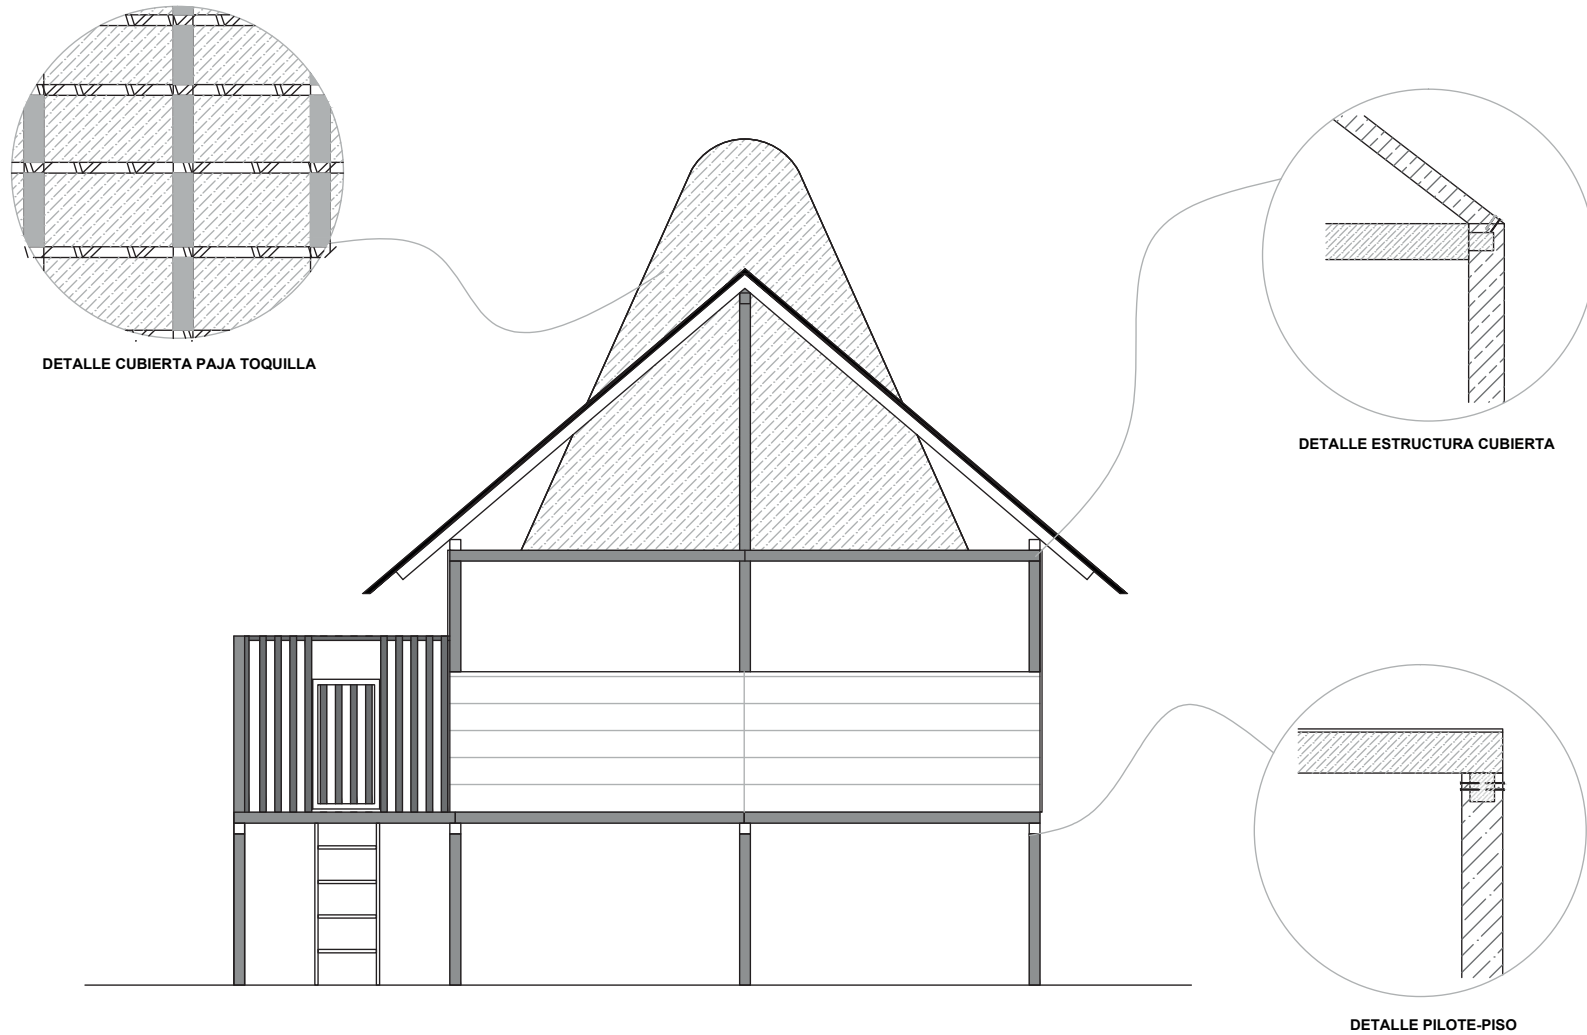 DETALLE CUBIERTA PAJA TOQUILLA
DETALLE ESTRUCTURA CUBIERTA
DETALLE PILOTE-PISO